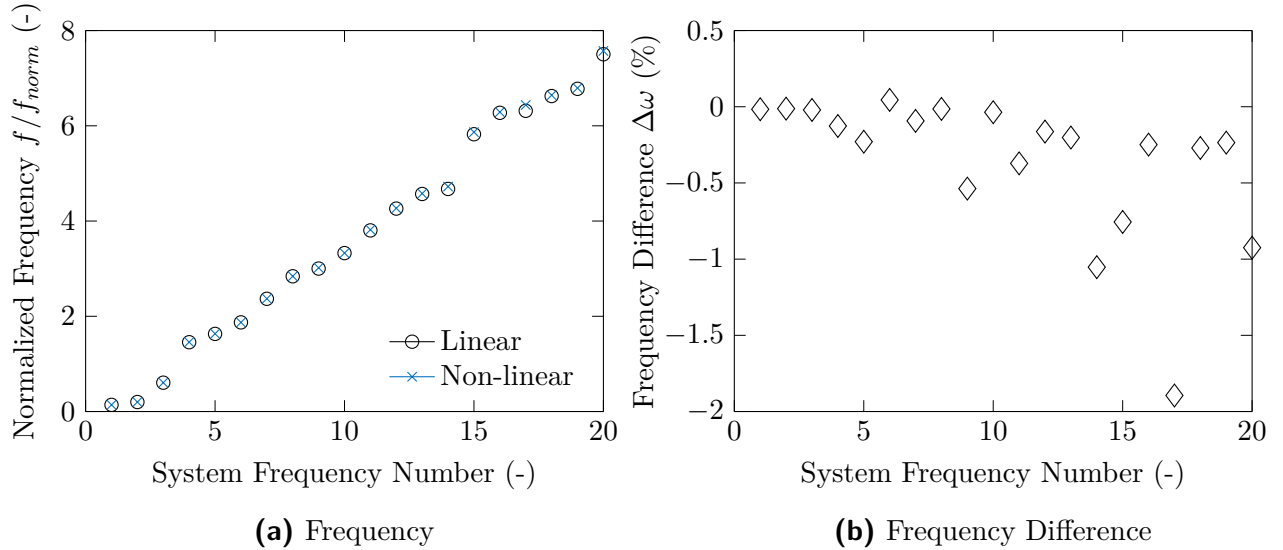 Normalized Frequency f/f_norm (-)
8
6
4
2
0
0 5 10 15 20
System Frequency Number (-)
Linear
Non-linear
(a) Frequency
Frequency Difference Δω (%)
0.5
0
−0.5
−1
−1.5
−2
0 5 10 15 20
System Frequency Number (-)
(b) Frequency Difference